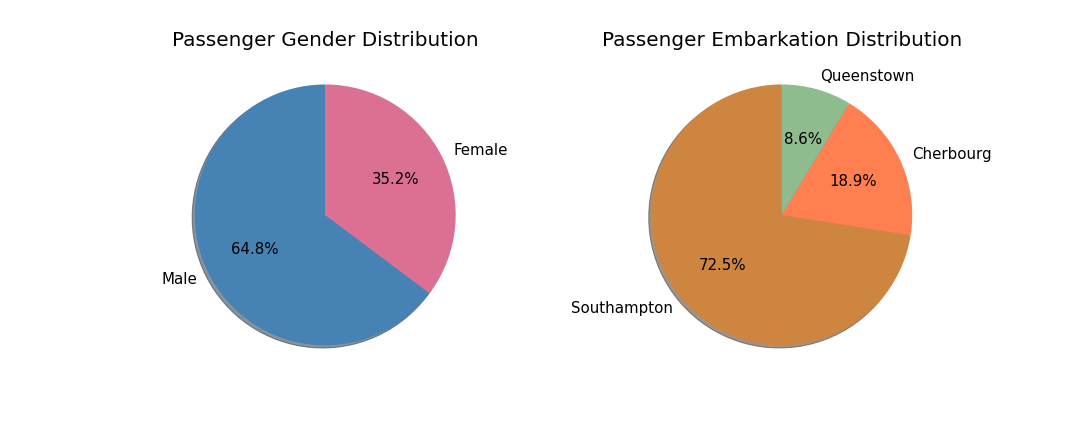 Passenger Gender Distribution
Female
35.2%
64.8%
Male
Passenger Embarkation Distribution
Queenstown
8.6%
Cherbourg
18.9%
72.5%
Southampton